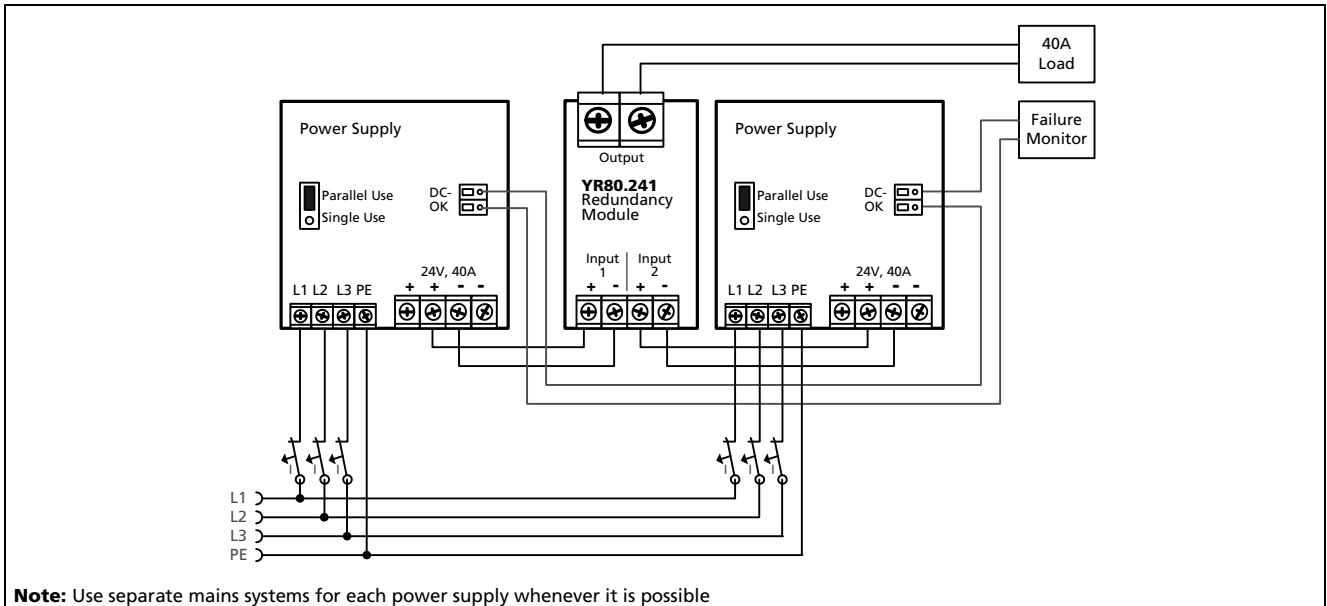 40A
Load
Failure
Monitor
Power Supply
Parallel Use
Single Use
DC-
OK
24V, 40A
+ + - -
L1 L2 L3 PE
Output
YR80.241
Redundancy
Module
Input
1
Input
2
+ - + -
Power Supply
Parallel Use
Single Use
DC-
OK
24V, 40A
+ + - -
L1 L2 L3 PE
I I I
I I I
L1
L2
L3
PE
Note: Use separate mains systems for each power supply whenever it is possible